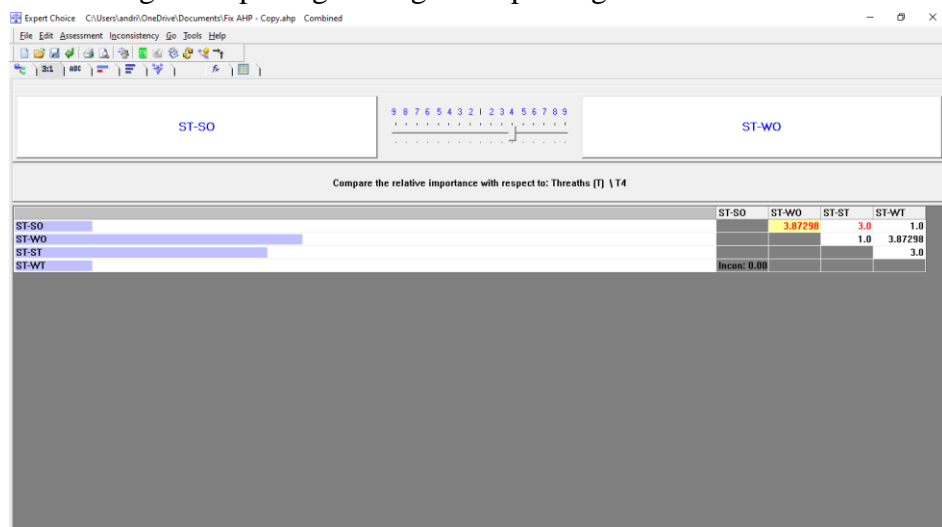 Expert Choice C:\Users\andri\OneDrive\Documents\Fix AHP - Copy.ahp Combined
File Edit Assessment Inconsistency Go Tools Help
3:1 ABC
9 8 7 6 5 4 3 2 1 2 3 4 5 6 7 8 9
ST-SO ST-WO
Compare the relative importance with respect to: Threaths (T) \ T4
ST-SO ST-WO ST-ST ST-WT
ST-SO 3.87298 3.0 1.0
ST-WO 1.0 3.87298
ST-ST 3.0
ST-WT Incon: 0.00